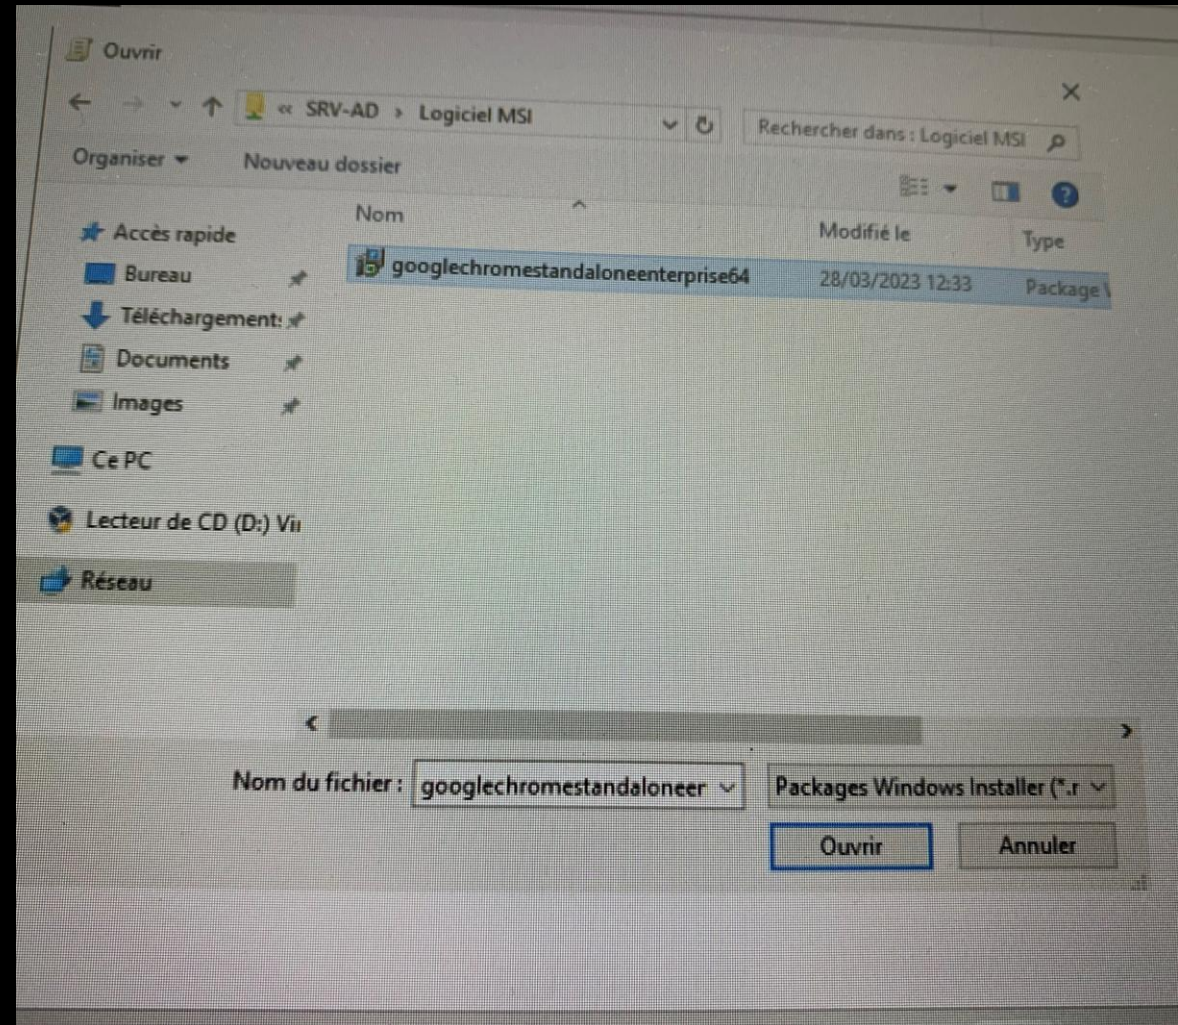 Ouvrir
« SRV-AD > Logiciel MSI
Rechercher dans : Logiciel MSI
Organiser
Nouveau dossier
Nom
Modifié le
Type
Accès rapide
Bureau
Téléchargement:
Documents
Images
Ce PC
Lecteur de CD (D:) Vir
Réseau
googlechromestandaloneenterprise64
28/03/2023 12:33
Package \
Nom du fichier :
googlechromestandaloneer
Packages Windows Installer (*.r
Ouvrir
Annuler